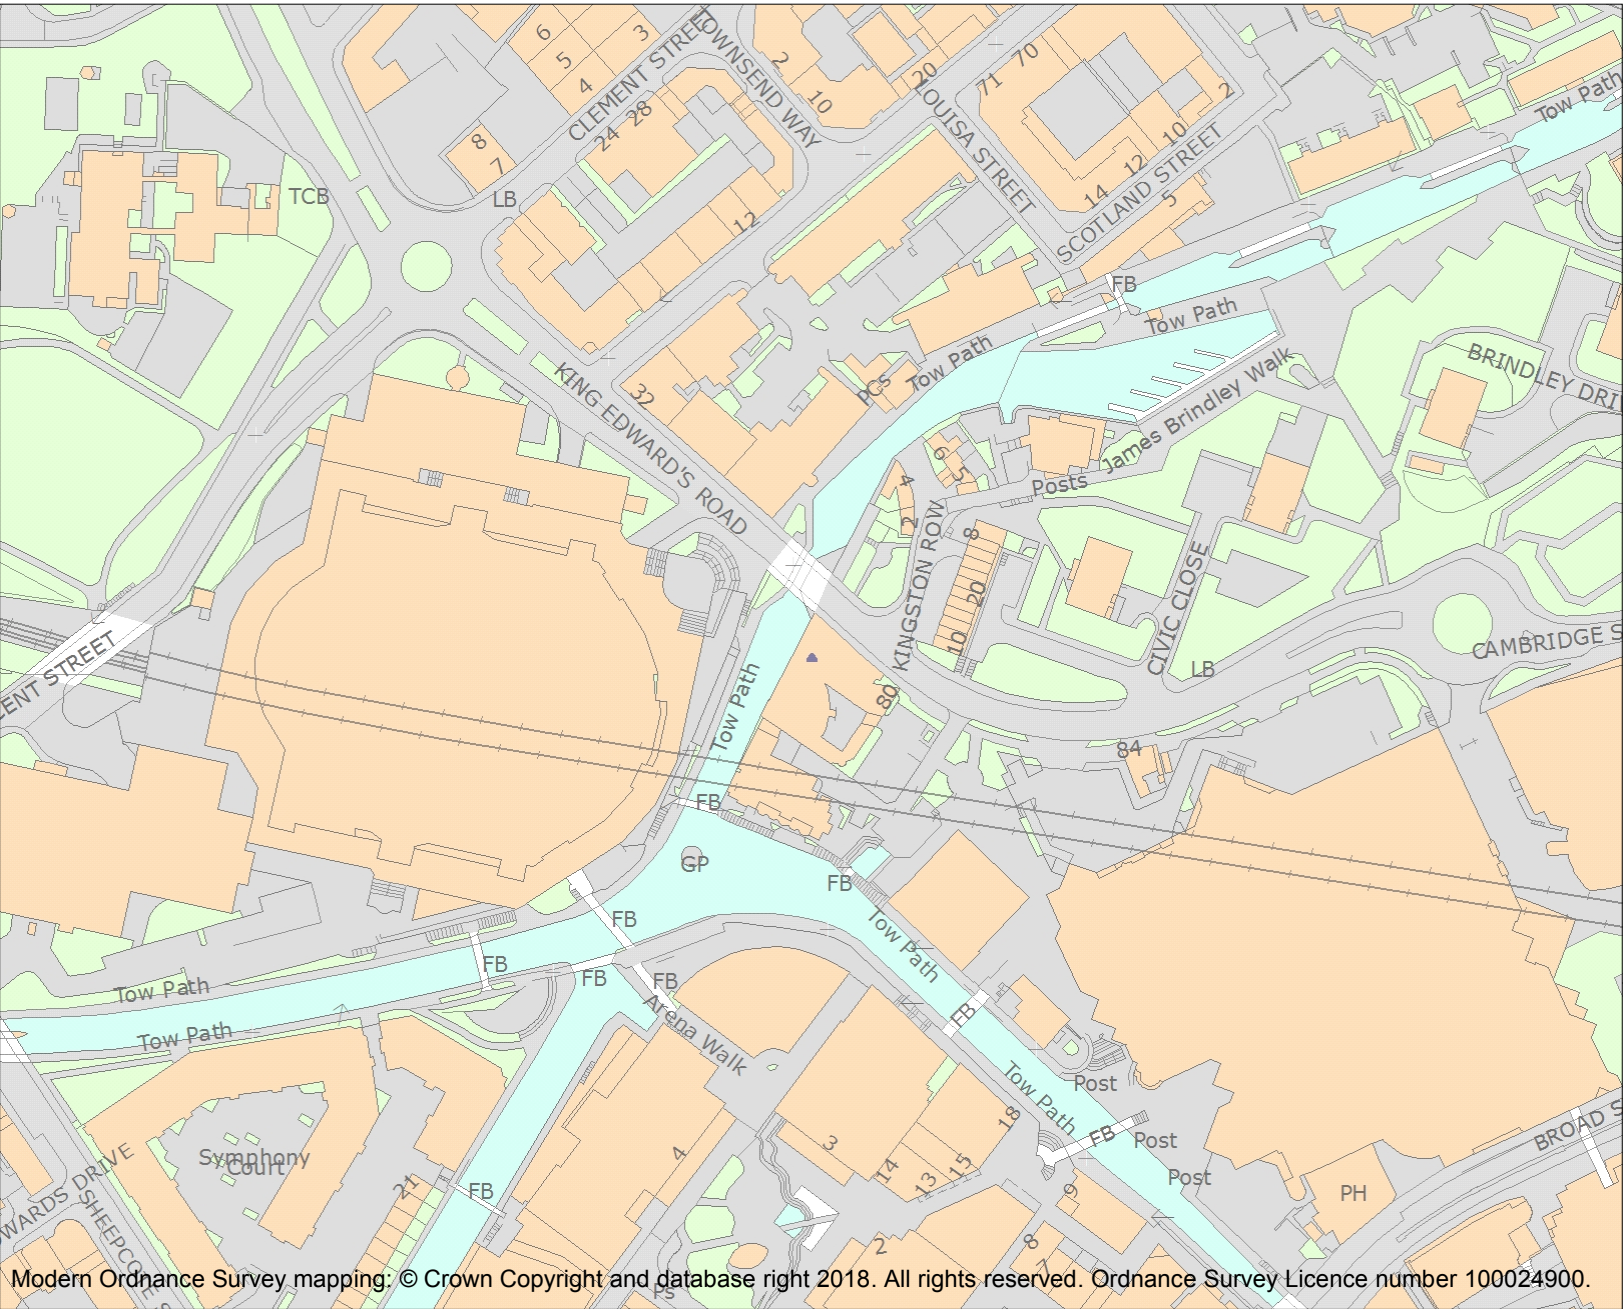 6
5
4
3
CLEMENT STREET
TOWNSEND WAY
2
10
20
LOUISA STREET
71
70
2
Tow Path
8
7
24
28
14
12
10
SCOTLAND STREET
5
TCB
LB
12
FB
Tow Path
32
KING EDWARD'S ROAD
PCs
Tow Path
James Brindley Walk
BRINDLEY DRI
6
5
4
2
Posts
KINGSTON ROW
8
20
10
CIVIC CLOSE
LB
CAMBRIDGE S
CENT STREET
Tow Path
80
84
FB
GP
FB
FB
FB
FB
FB
Tow Path
Tow Path
Tow Path
Arena Walk
FB
Tow Path
Post
FB
Post
Post
BROAD S
PH
Symphony
Court
WARDS DRIVE
SHEEPCOTE S
21
FB
4
3
14
13
15
18
9
2
8
7
Ps
Modern Ordnance Survey mapping: © Crown Copyright and database right 2018. All rights reserved. Ordnance Survey Licence number 100024900.